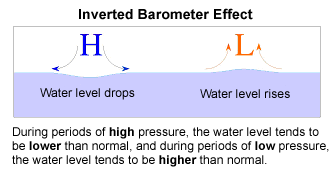 Inverted Barometer Effect
H L
Water level drops Water level rises
During periods of high pressure, the water level tends to
be lower than normal, and during periods of low pressure,
the water level tends to be higher than normal.